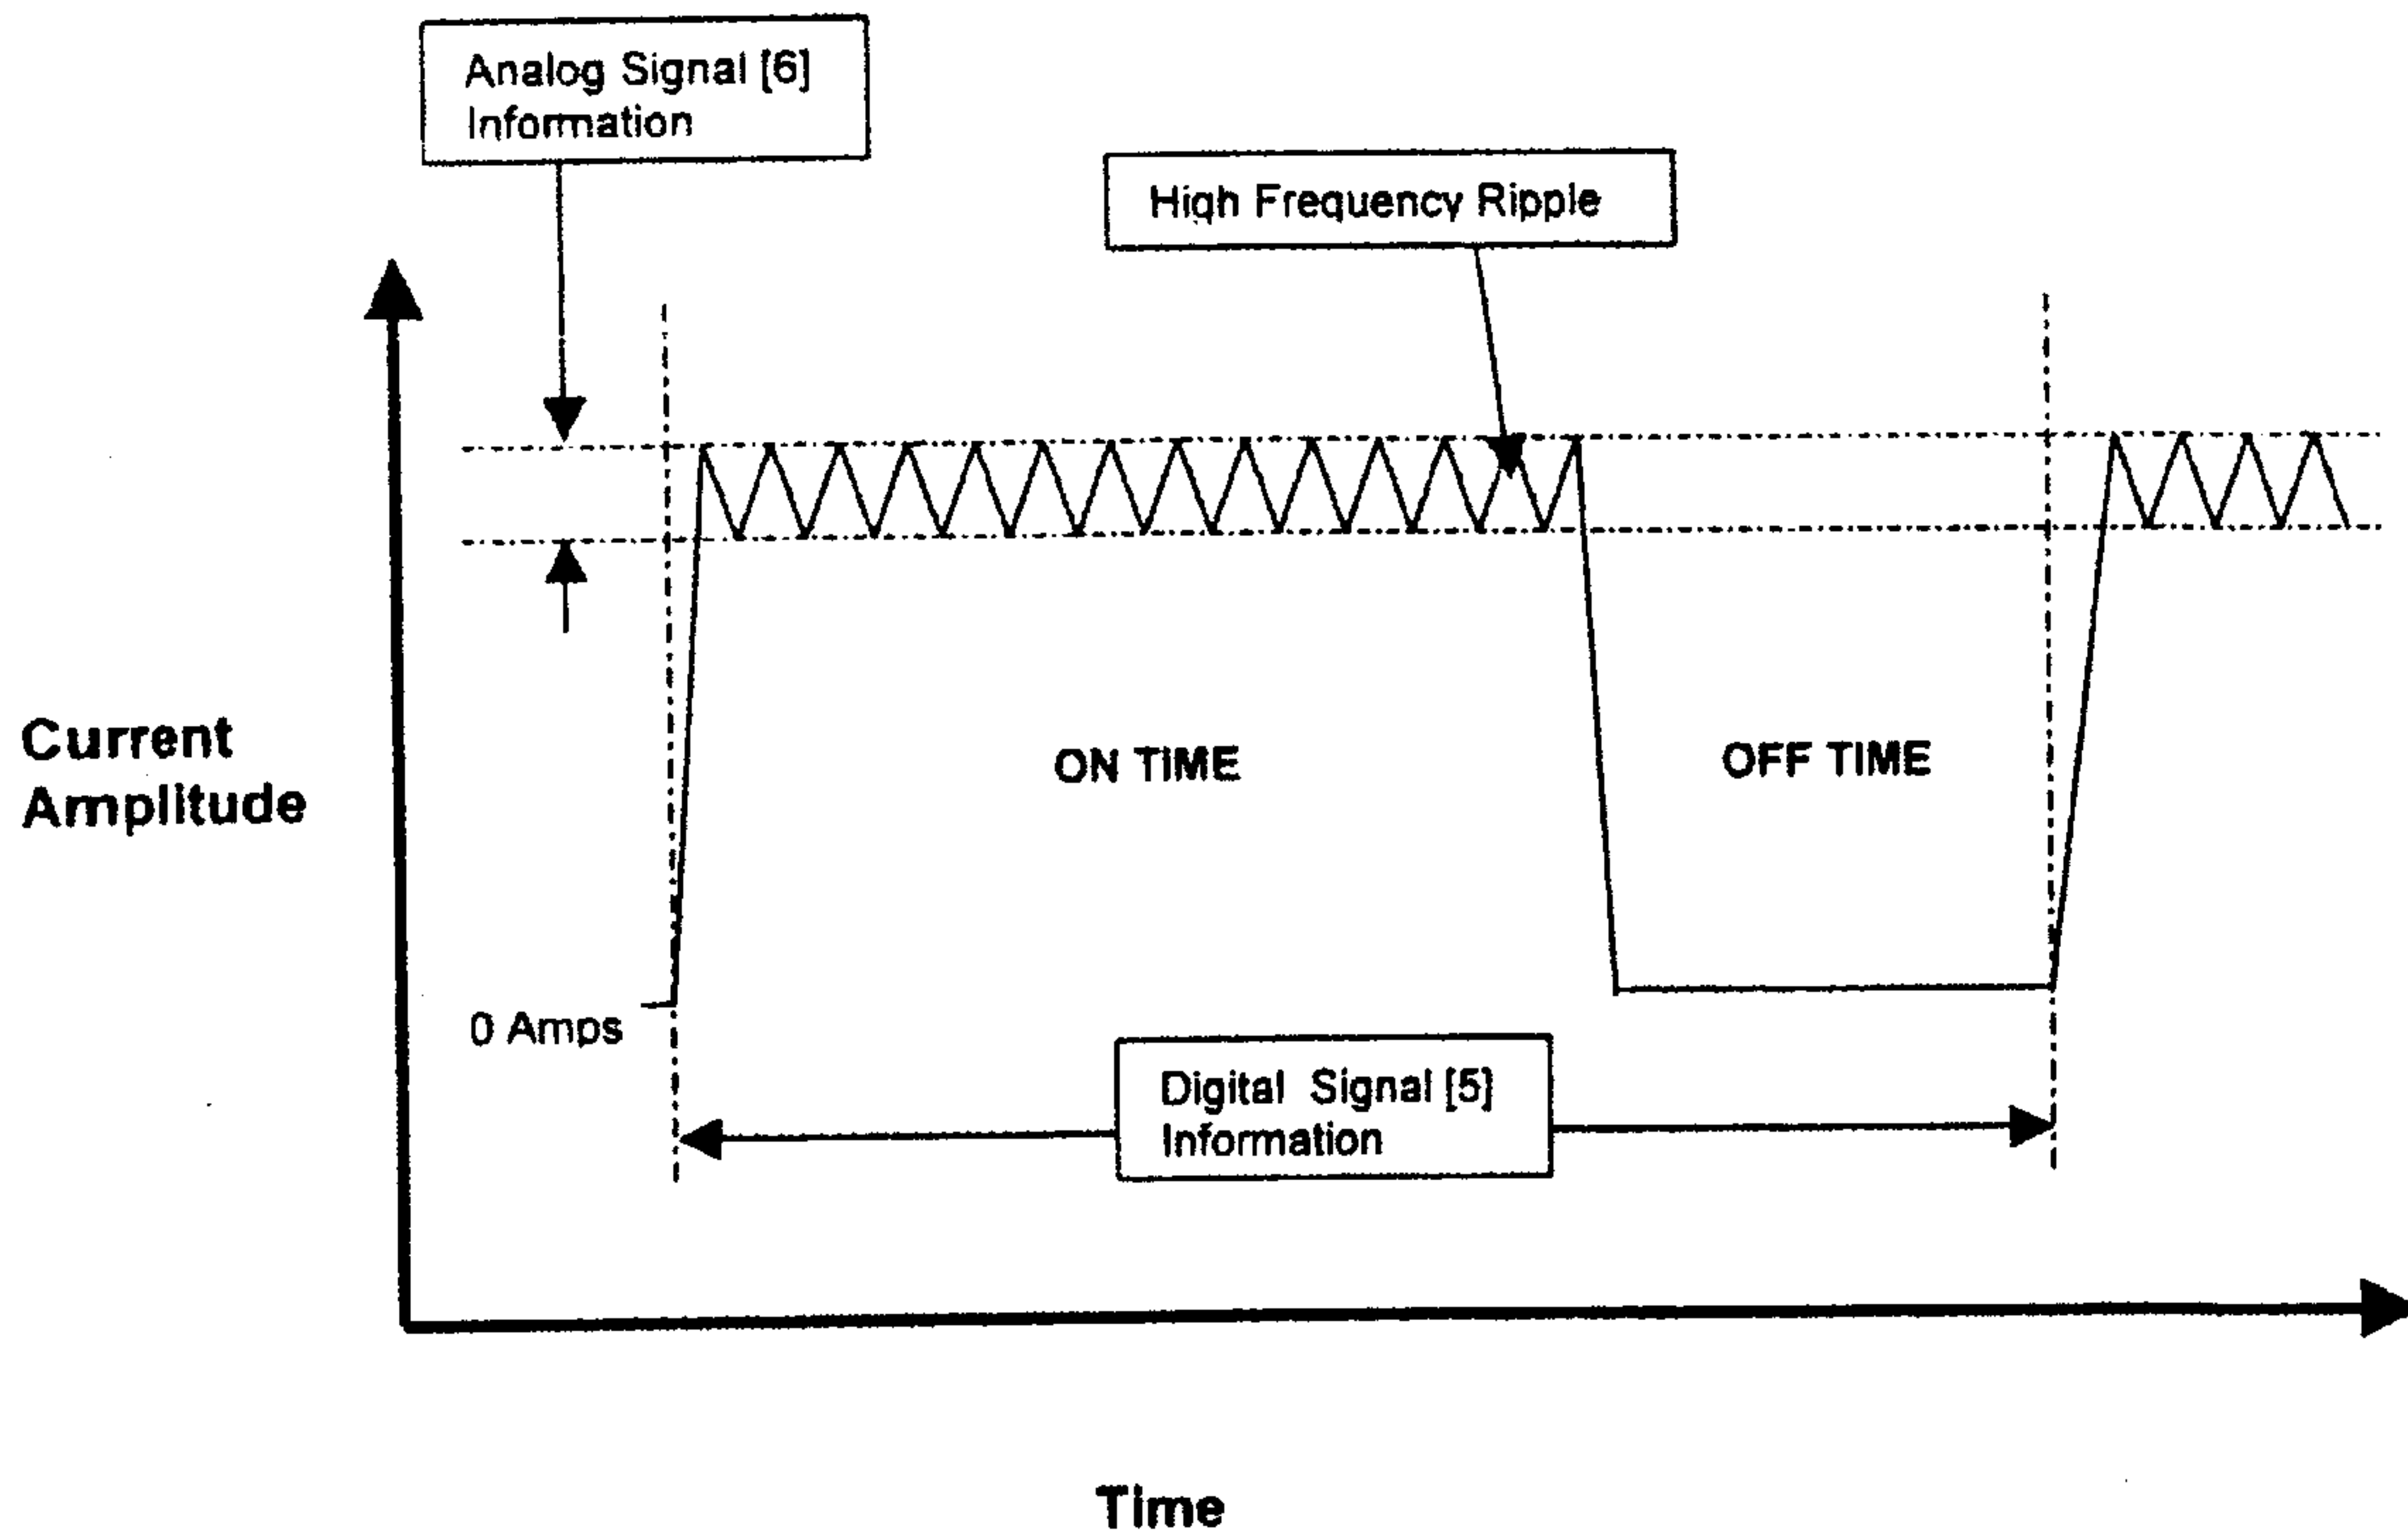 Analog Signal [6]
Information
High Frequency Ripple
Current
Amplitude
ON TIME
OFF TIME
0 Amps
Digital Signal [5]
Information
Time